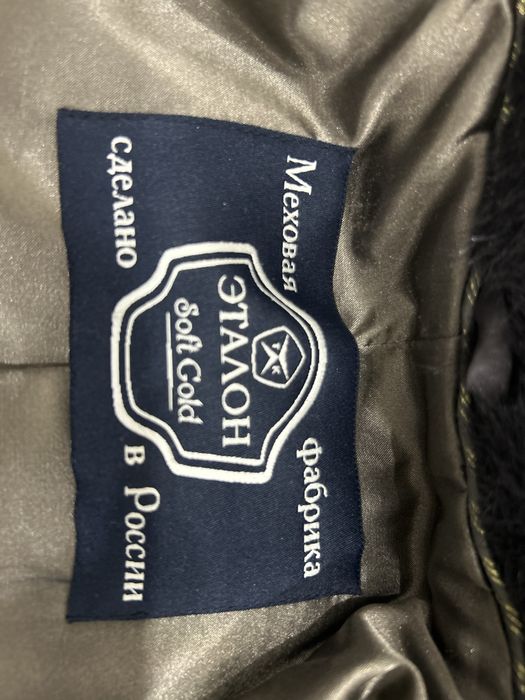 Меховая фабрика
ЭТАЛОН
Soft Gold
сделано в России